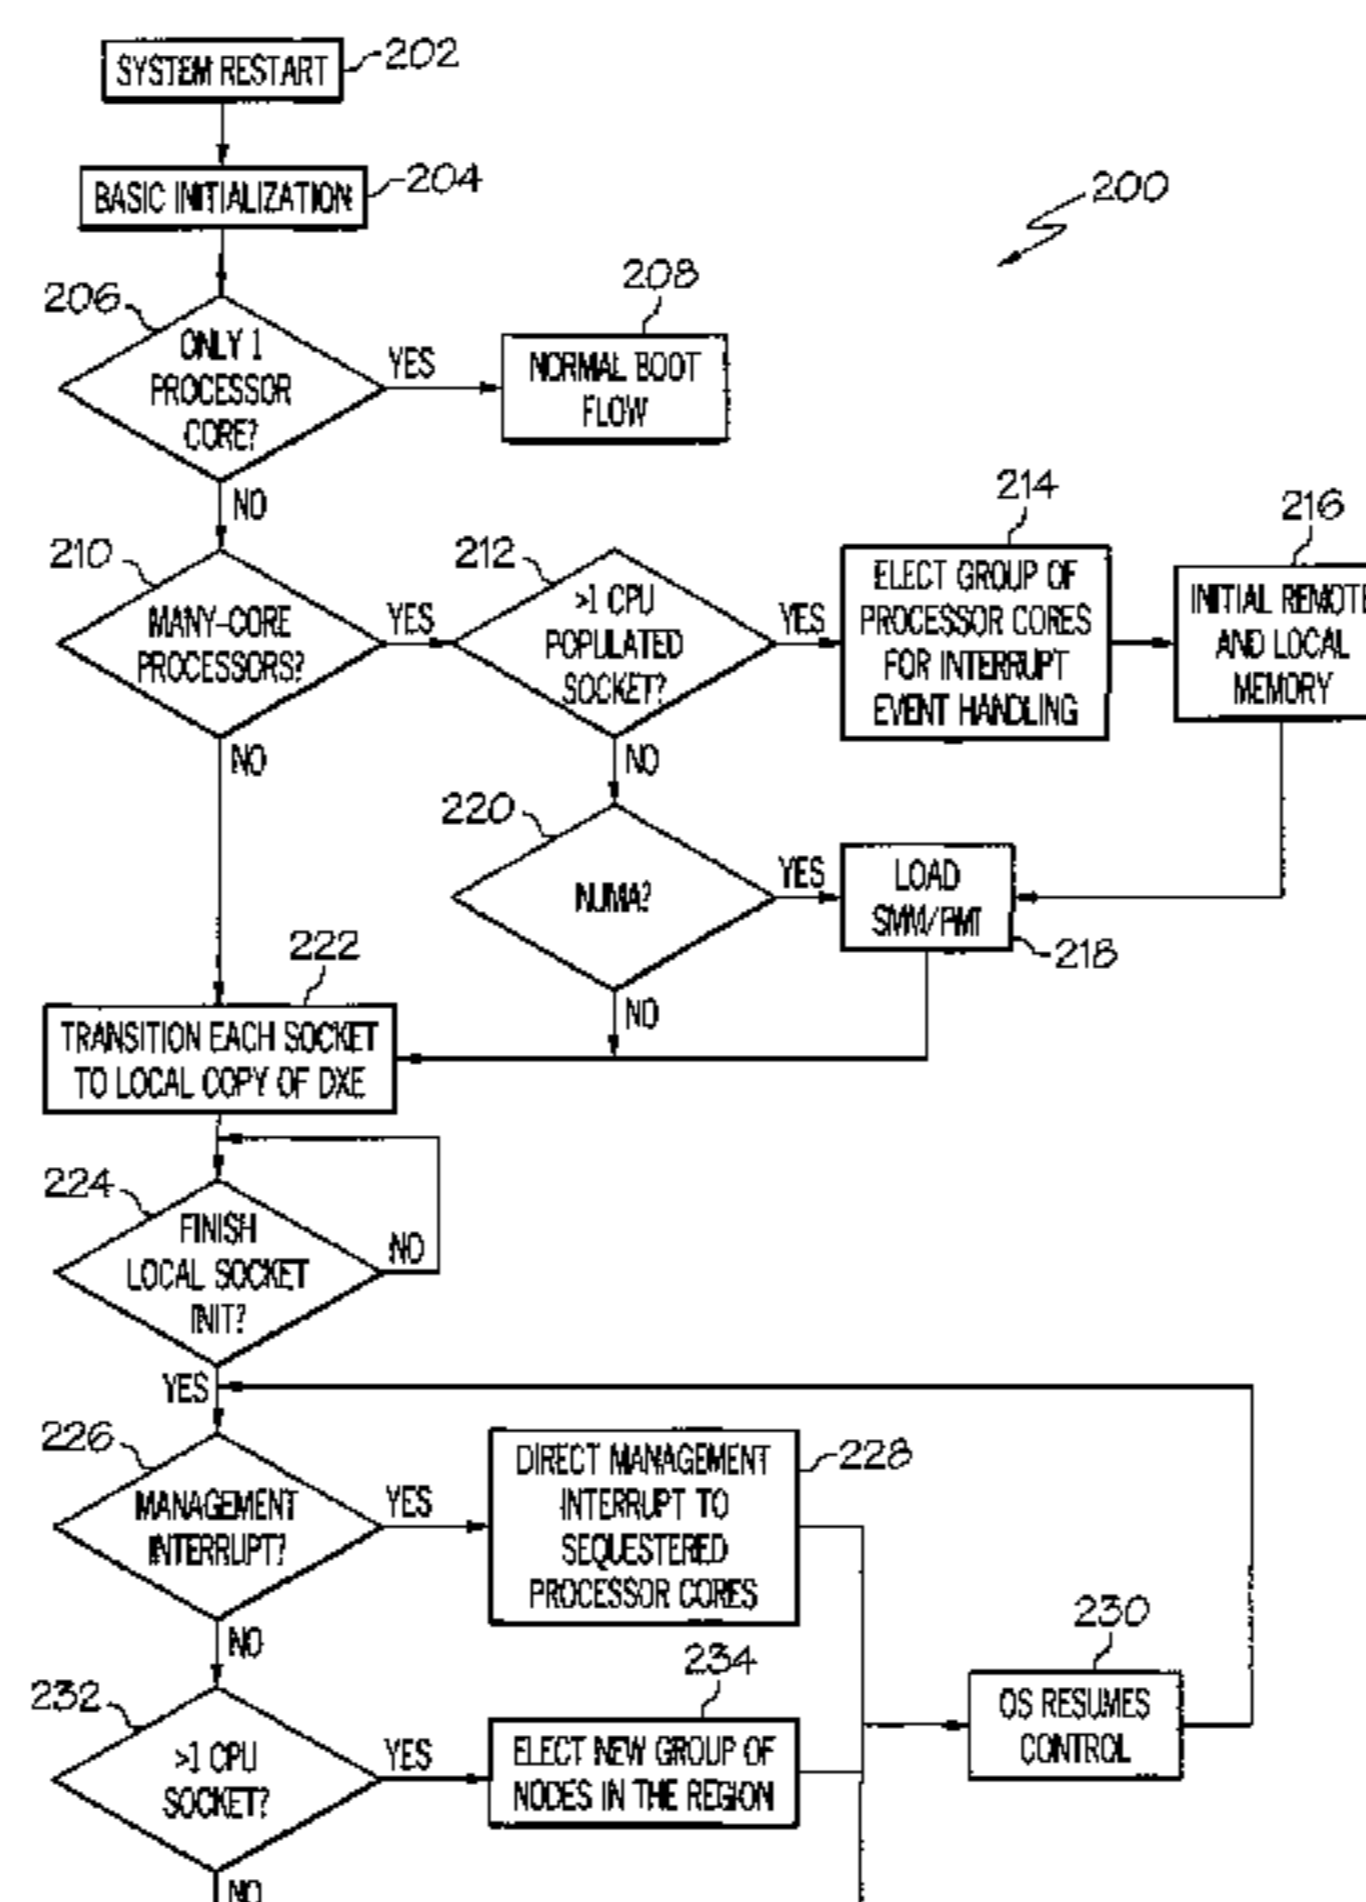 SYSTEM RESTART
202
BASIC INITIALIZATION
204
200
206
ONLY 1
PROCESSOR
CORE?
YES
208
NORMAL BOOT
FLOW
NO
210
MANY-CORE
PROCESSORS?
YES
212
>1 CPU
POPULATED
SOCKET?
YES
214
ELECT GROUP OF
PROCESSOR CORES
FOR INTERRUPT
EVENT HANDLING
216
INITIAL REMOTE
AND LOCAL
MEMORY
NO
NO
220
NUMA?
YES
LOAD
SMM/PMI
218
NO
222
TRANSITION EACH SOCKET
TO LOCAL COPY OF DXE
224
FINISH
LOCAL SOCKET
INIT?
NO
YES
226
MANAGEMENT
INTERRUPT?
YES
DIRECT MANAGEMENT
INTERRUPT TO
SEQUESTERED
PROCESSOR CORES
228
NO
230
OS RESUMES
CONTROL
232
>1 CPU
SOCKET?
YES
234
ELECT NEW GROUP OF
NODES IN THE REGION
NO